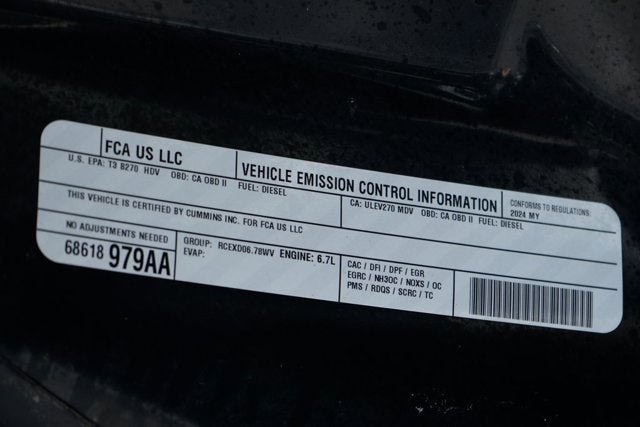 FCA US LLC
VEHICLE EMISSION CONTROL INFORMATION
CONFORMS TO REGULATIONS:
2024 MY
U.S. EPA: T3 B270 HDV OBD: CA OBD II FUEL: DIESEL
CA: ULEV270 MDV OBD: CA OBD II FUEL: DIESEL
THIS VEHICLE IS CERTIFIED BY CUMMINS INC. FOR FCA US LLC
NO ADJUSTMENTS NEEDED
68618 979AA
GROUP: RCEXD06.78WV ENGINE: 6.7L
EVAP:
CAC / DFI / DPF / EGR
EGRC / NH3OC / NOXS / OC
PMS / RDQS / SCRC / TC